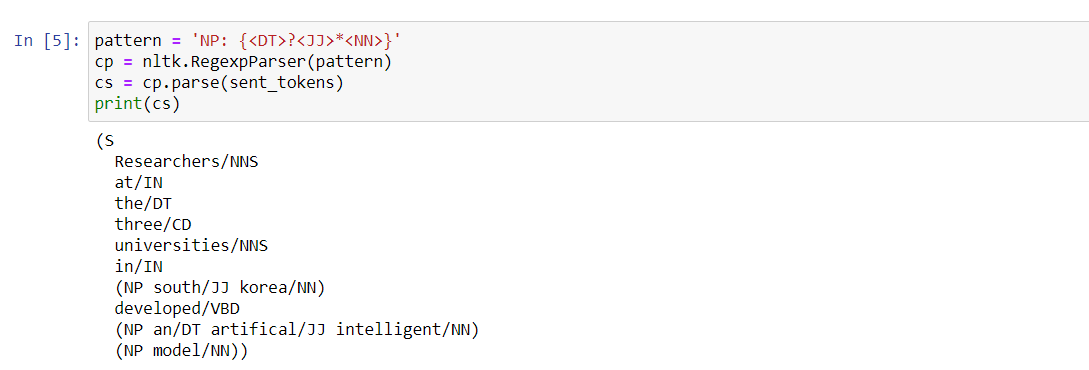 In [5]: pattern = 'NP: {<DT>?<JJ>*<NN>}'
cp = nltk.RegexpParser(pattern)
cs = cp.parse(sent_tokens)
print(cs)
(S
  Researchers/NNS
  at/IN
  the/DT
  three/CD
  universities/NNS
  in/IN
  (NP south/JJ korea/NN)
  developed/VBD
  (NP an/DT artifical/JJ intelligent/NN)
  (NP model/NN))